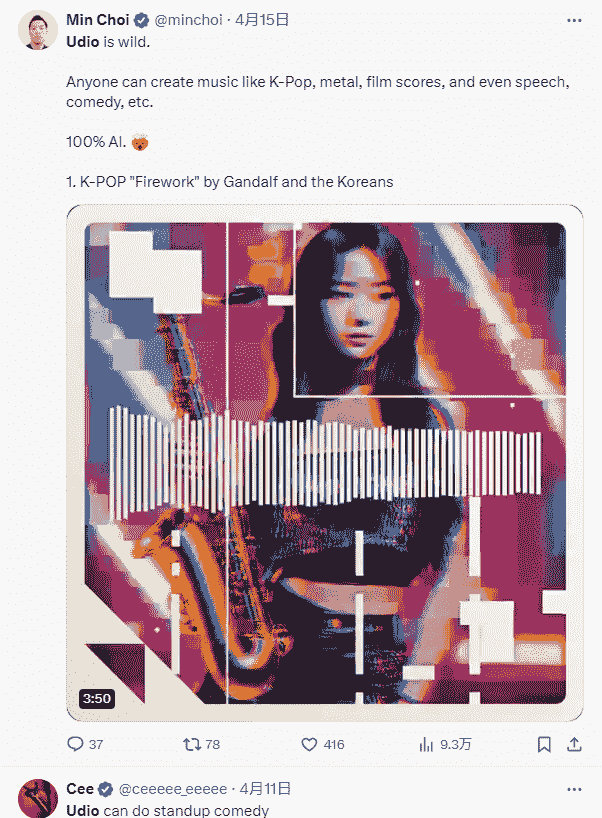 Min Choi @minchoi · 4月15日
Udio is wild.
Anyone can create music like K-Pop, metal, film scores, and even speech,
comedy, etc.
100% AI. 🤯
1. K-POP "Firework" by Gandalf and the Koreans
3:50
37 78 416 9.3万
Cee @ceeeee_eeeee · 4月11日
Udio can do standup comedy